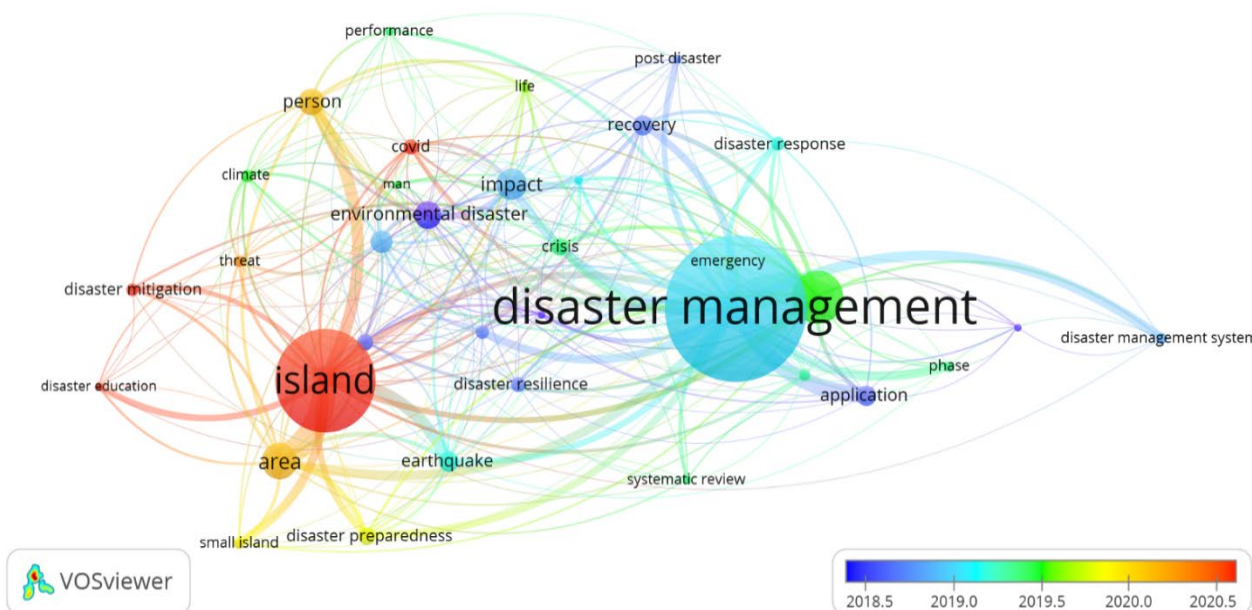 performance
post disaster
life
person
recovery
disaster response
covid
climate
man
impact
environmental disaster
crisis
threat
emergency
disaster mitigation
disaster management
disaster management system
phase
island
disaster education
disaster resilience
application
area
earthquake
systematic review
small island
disaster preparedness
VOSviewer
2018.5 2019.0 2019.5 2020.0 2020.5